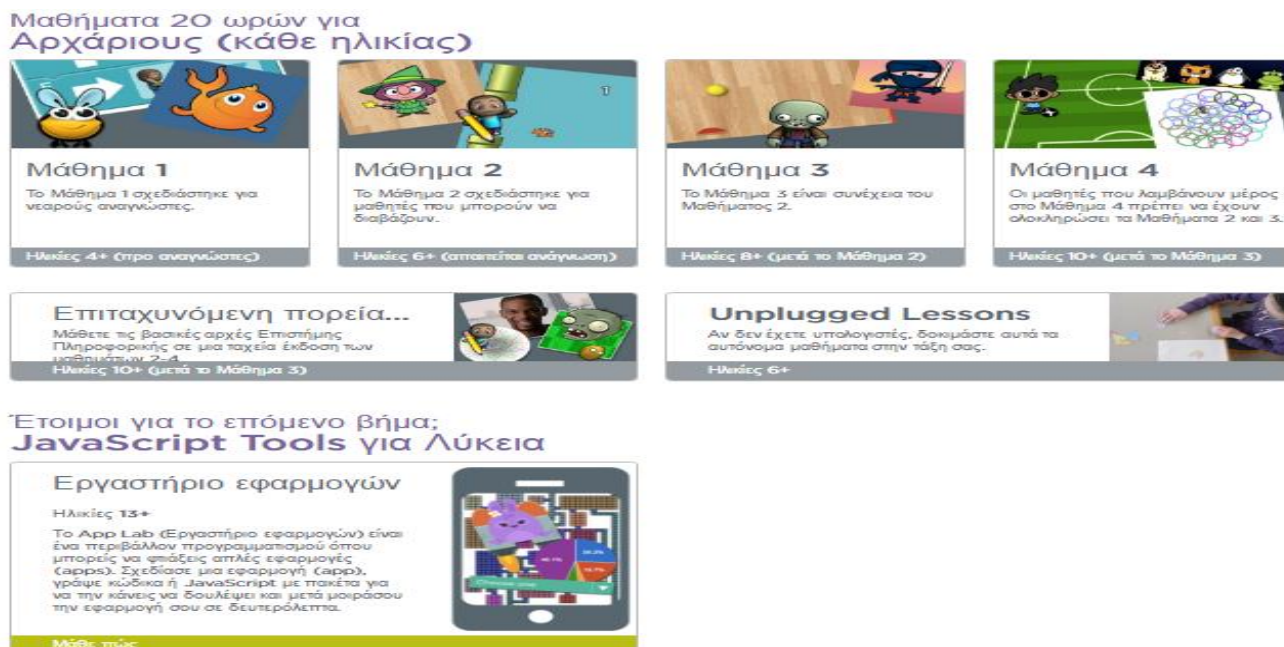 Μαθήματα 20 ωρών για
Αρχάριους (κάθε ηλικίας)
Μάθημα 1
Το Μάθημα 1 σχεδιάστηκε για
νεαρούς αναγνώστες.
Ηλικίες 4+ (προ αναγνώστες)
Μάθημα 2
Το Μάθημα 2 σχεδιάστηκε για
μαθητές που μπορούν να
διαβάζουν.
Ηλικίες 6+ (απαιτείται ανάγνωση)
Μάθημα 3
Το Μάθημα 3 είναι συνέχεια του
Μαθήματος 2.
Ηλικίες 8+ (μετά το Μάθημα 2)
Μάθημα 4
Οι μαθητές που λαμβάνουν μέρος
στο Μάθημα 4 πρέπει να έχουν
ολοκληρώσει τα Μαθήματα 2 και 3.
Ηλικίες 10+ (μετά το Μάθημα 3)
Επιταχυνόμενη πορεία...
Μάθετε τις βασικές αρχές Επιστήμης
Πληροφορικής σε μια ταχεία έκδοση των
μαθημάτων 2-4
Ηλικίες 10+ (μετά το Μάθημα 3)
Unplugged Lessons
Αν δεν έχετε υπολογιστές, δοκιμάστε αυτά τα
αυτόνομα μαθήματα στην τάξη σας.
Ηλικίες 6+
Έτοιμοι για το επόμενο βήμα;
JavaScript Tools για Λύκεια
Εργαστήριο εφαρμογών
Ηλικίες 13+
Το App Lab (Εργαστήριο εφαρμογών) είναι
ένα περιβάλλον προγραμματισμού όπου
μπορείς να φτιάξεις απλές εφαρμογές
(apps). Σχεδίασε μια εφαρμογή (app),
γράψε κώδικα ή JavaScript με πακέτα για
να την κάνεις να δουλέψει και μετά μοιράσου
την εφαρμογή σου σε δευτερόλεπτα.
Μάθε πώς